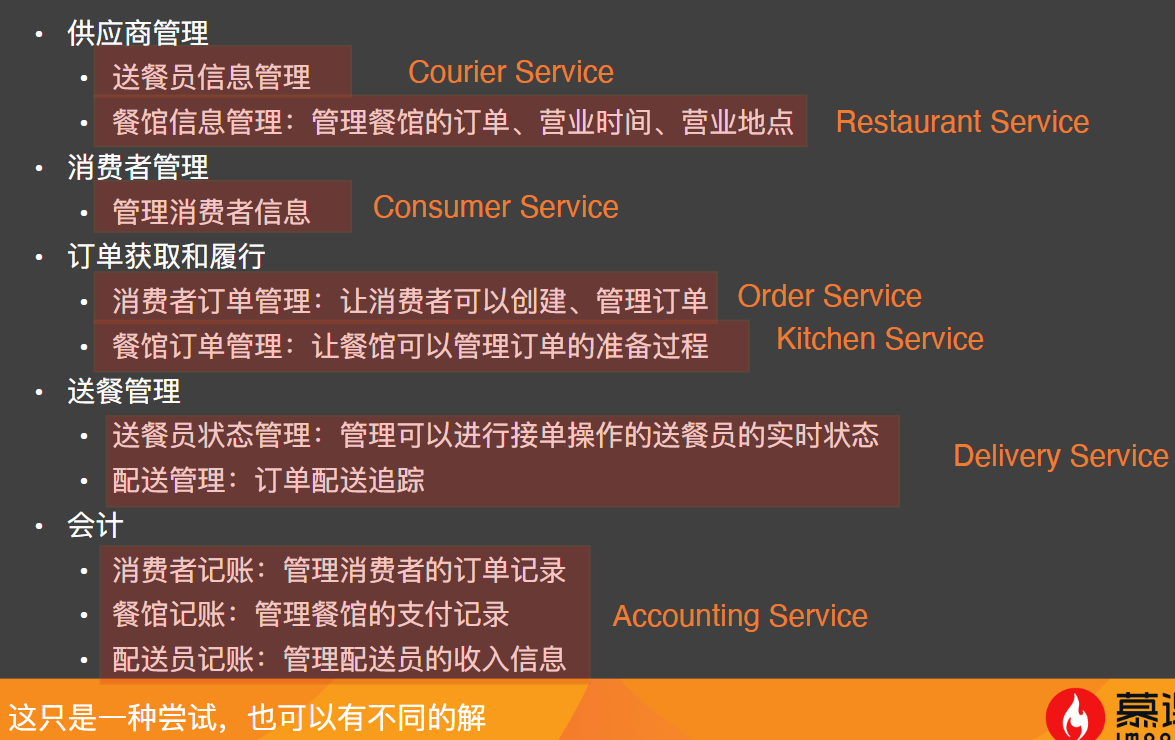 供应商管理
送餐员信息管理 Courier Service
餐馆信息管理：管理餐馆的订单、营业时间、营业地点 Restaurant Service
消费者管理
管理消费者信息 Consumer Service
订单获取和履行
消费者订单管理：让消费者可以创建、管理订单 Order Service
餐馆订单管理：让餐馆可以管理订单的准备过程 Kitchen Service
送餐管理
送餐员状态管理：管理可以进行接单操作的送餐员的实时状态
配送管理：订单配送追踪
Delivery Service
会计
消费者记账：管理消费者的订单记录
餐馆记账：管理餐馆的支付记录 Accounting Service
配送员记账：管理配送员的收入信息
这只是一种尝试，也可以有不同的解
慕